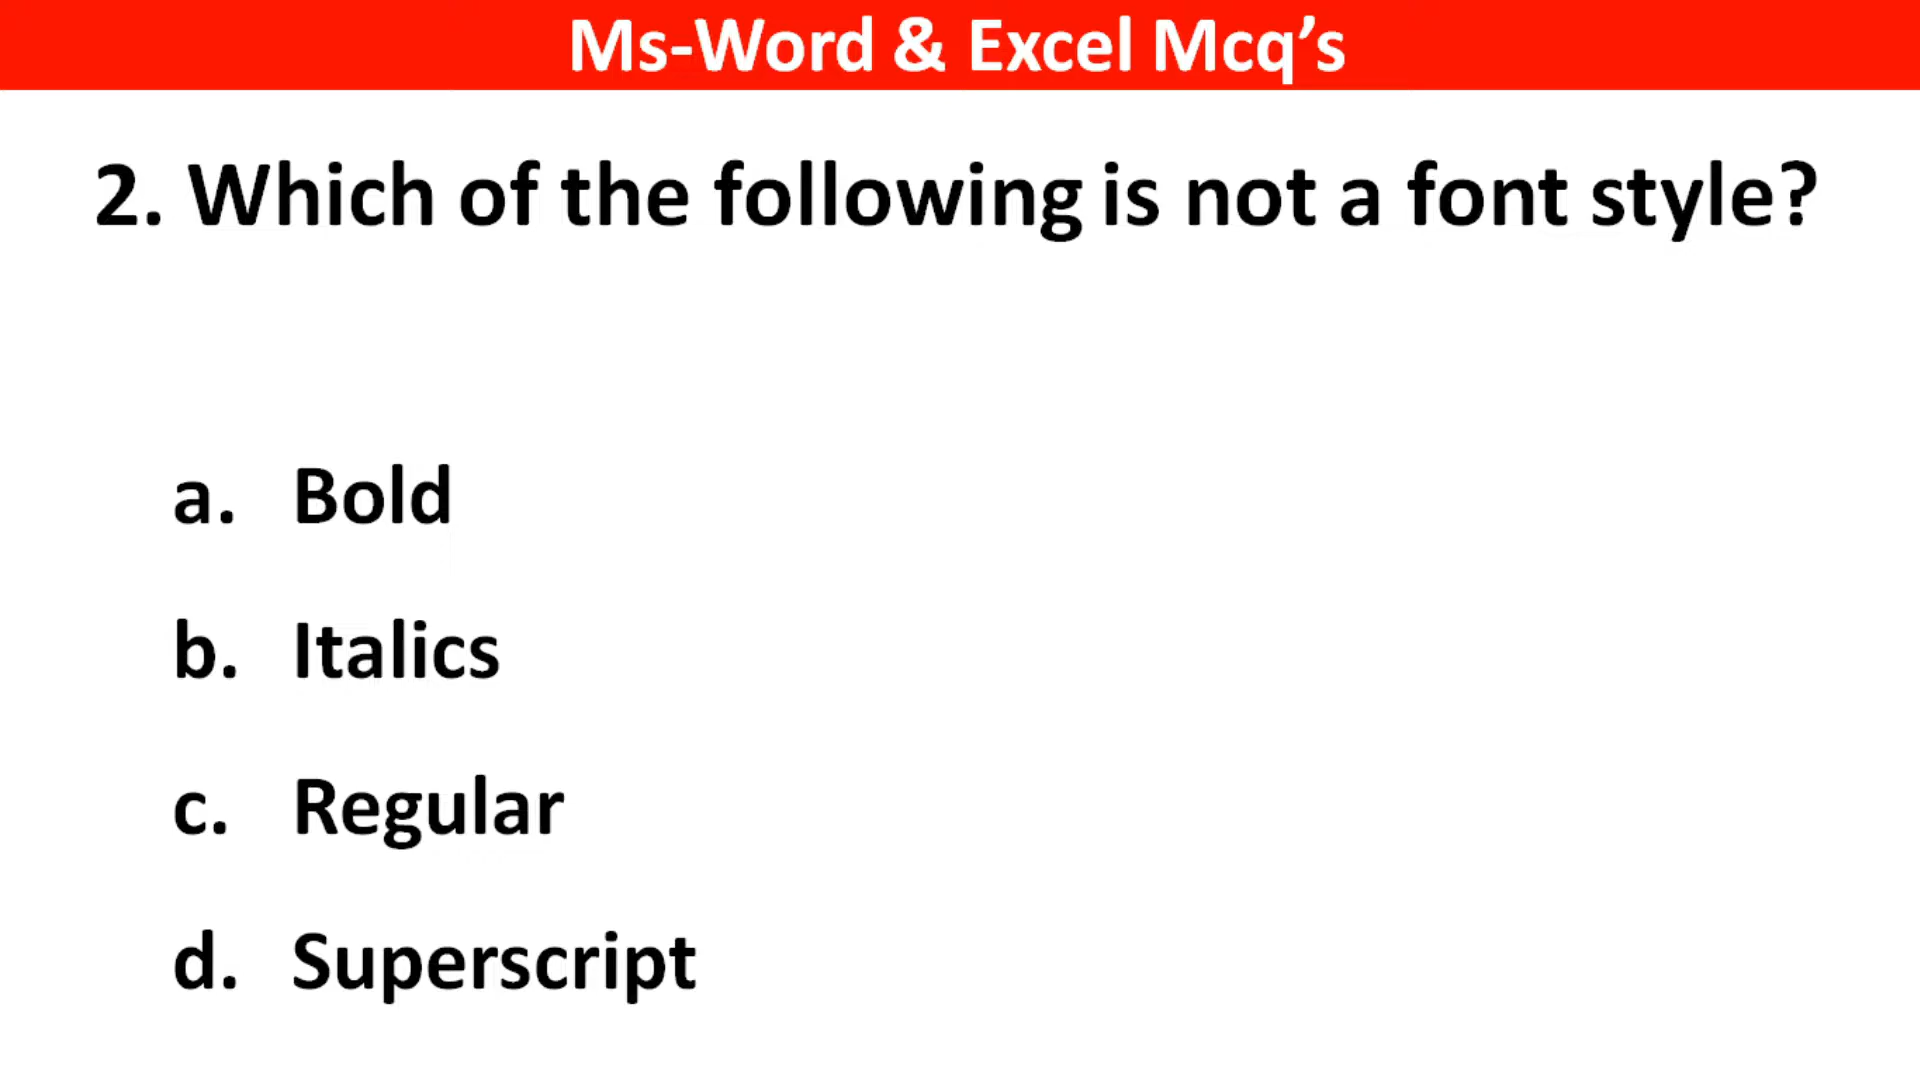 Ms-Word & Excel Mcq’s
2. Which of the following is not a font style?
a. Bold
b. Italics
c. Regular
d. Superscript